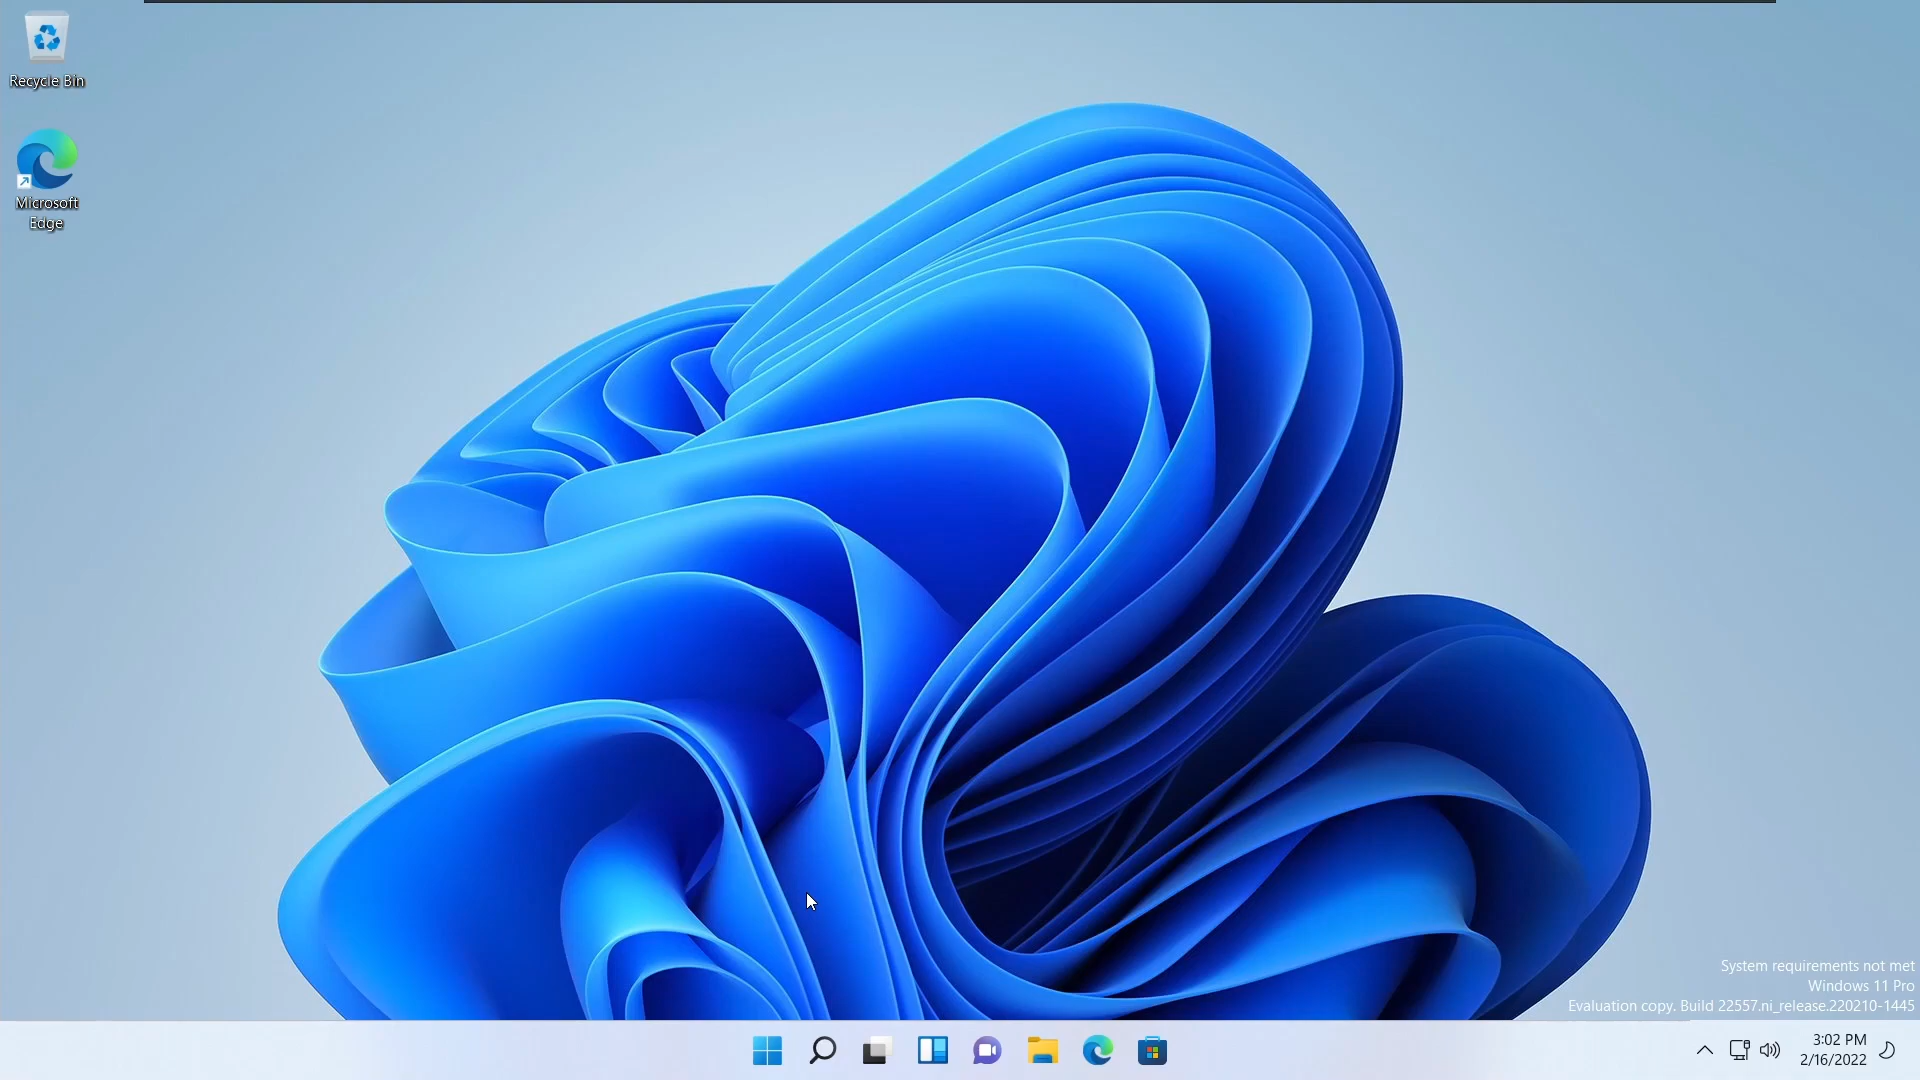 Recycle Bin
Microsoft
Edge
System requirements not met
Windows 11 Pro
Evaluation copy. Build 22557.ni_release.220210-1445
3:02 PM
2/16/2022